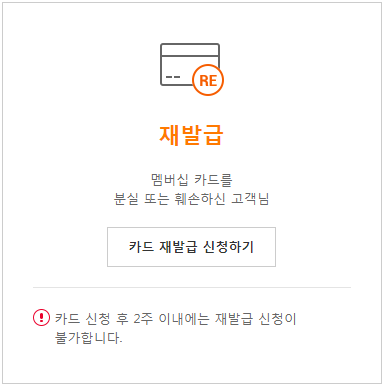 RE
재발급
멤버십 카드를
분실 또는 훼손하신 고객님
카드 재발급 신청하기
카드 신청 후 2주 이내에는 재발급 신청이
불가합니다.